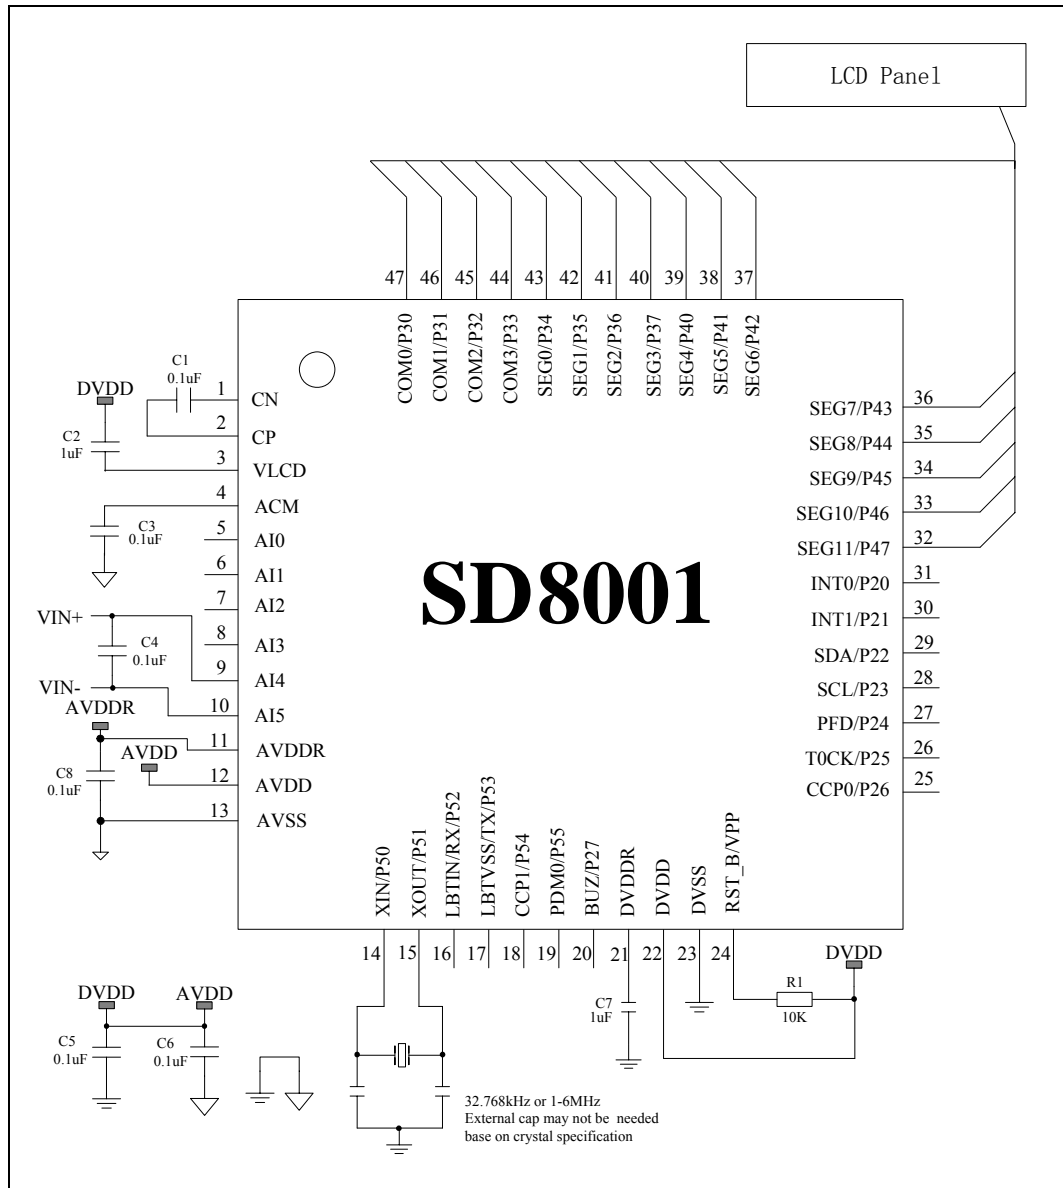 LCD Panel
47 46 45 44 43 42 41 40 39 38 37
COM0/P30
COM1/P31
COM2/P32
COM3/P33
SEG0/P34
SEG1/P35
SEG2/P36
SEG3/P37
SEG4/P40
SEG5/P41
SEG6/P42
C1
0.1uF
DVDD
C2
1uF
1 CN
2 CP
3 VLCD
4 ACM
C3
0.1uF
5 AI0
6 AI1
7 AI2
8 AI3
VIN+
C4
0.1uF
9 AI4
VIN-
10 AI5
AVDDR
11 AVDDR
AVDD
12 AVDD
C8
0.1uF
13 AVSS
SD8001
SEG7/P43 36
SEG8/P44 35
SEG9/P45 34
SEG10/P46 33
SEG11/P47 32
INT0/P20 31
INT1/P21 30
SDA/P22 29
SCL/P23 28
PFD/P24 27
T0CK/P25 26
CCP0/P26 25
XIN/P50
XOUT/P51
LBTIN/RX/P52
LBTVSS/TX/P53
CCP1/P54
PDM0/P55
BUZ/P27
DVDDR
DVDD
DVSS
RST_B/VPP
14 15 16 17 18 19 20 21 22 23 24
DVDD
R1
10K
C7
1uF
DVDD
AVDD
C5
0.1uF
C6
0.1uF
32.768kHz or 1-6MHz
External cap may not be needed
base on crystal specification